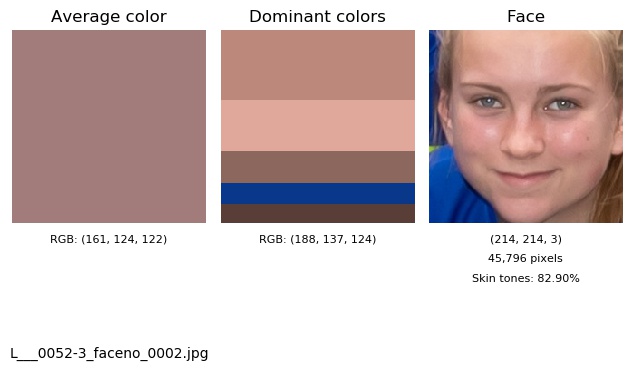 Average color
Dominant colors
Face
RGB: (161, 124, 122)
RGB: (188, 137, 124)
(214, 214, 3)
45,796 pixels
Skin tones: 82.90%
L___0052-3_faceno_0002.jpg